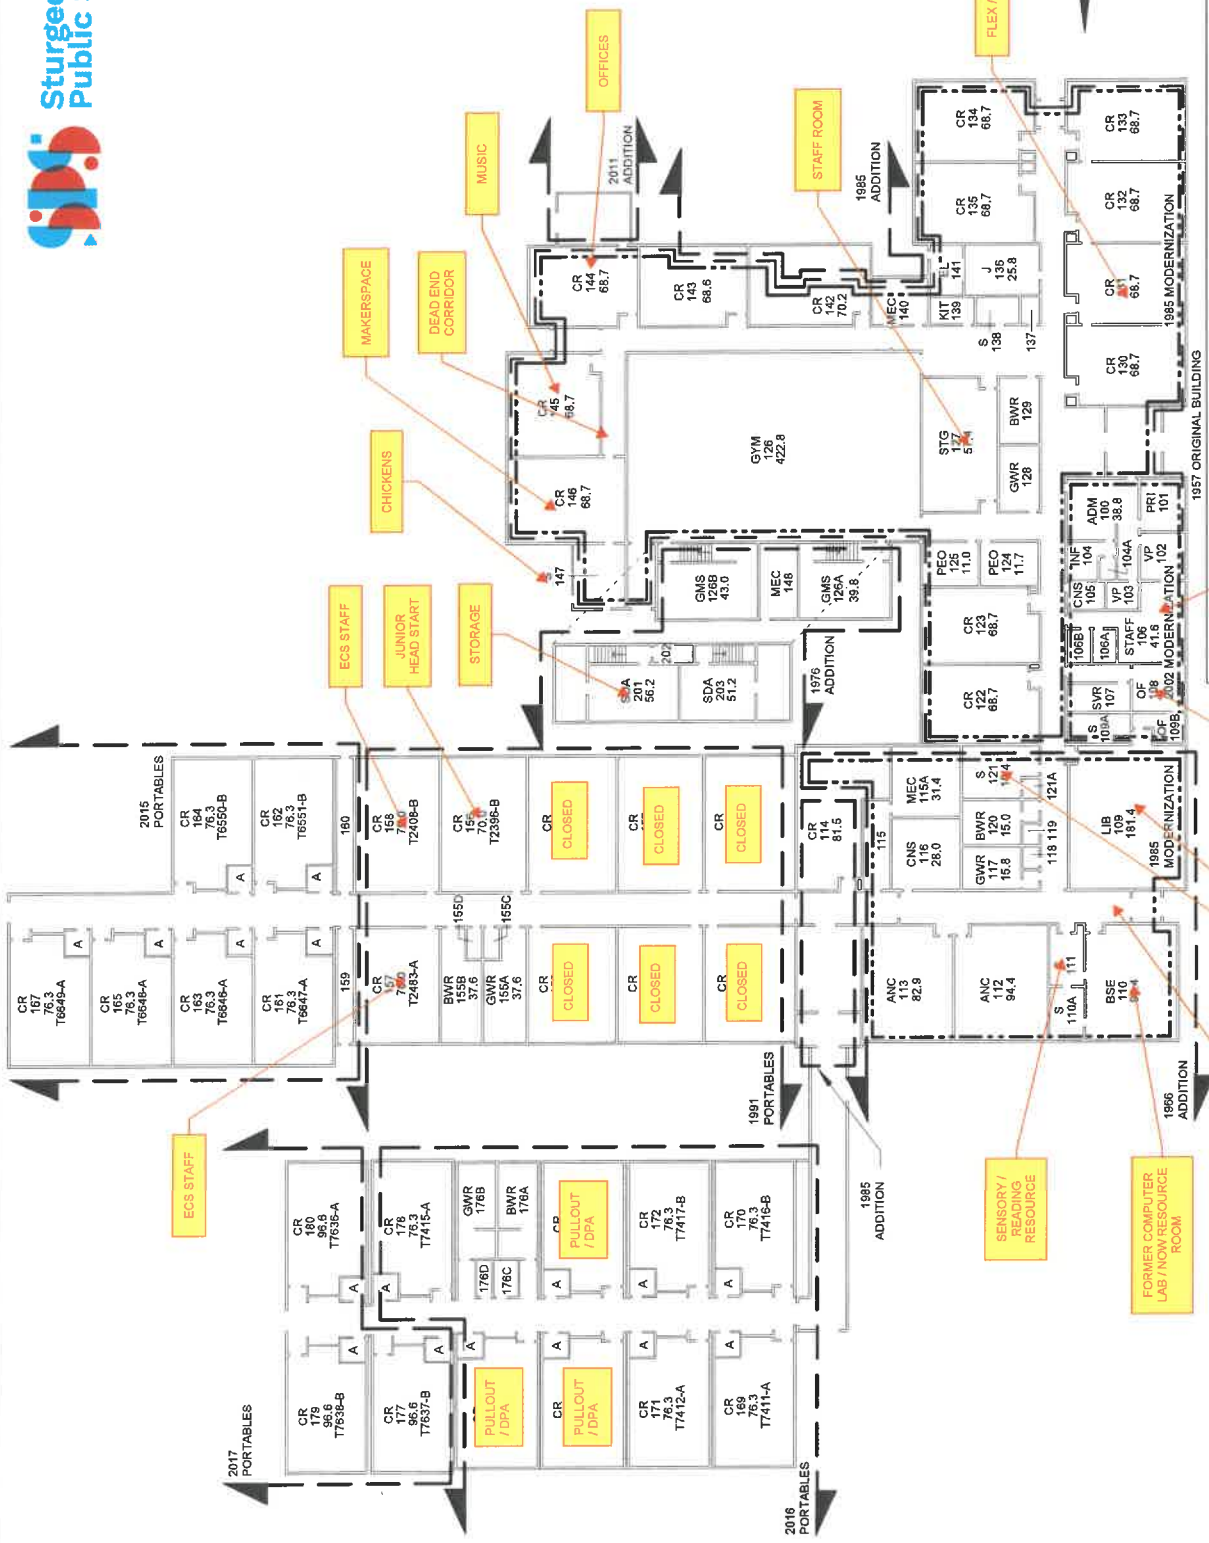 Sturge
Public
OFFICES
FLEX /
MUSIC
MAKERSPACE
DEAD END
CORRIDOR
CHICKENS
STAFF ROOM
ECS STAFF
JUNIOR
HEAD START
STORAGE
2011
ADDITION
1985
ADDITION
CR
144
68.7
CR
143
68.6
CR
142
70.2
MEC
140
EL
141
KIT
139
J
136
25.8
S
138
137
CR
134
68.7
CR
135
68.7
CR
133
68.7
CR
132
68.7
CR
68.7
CR
130
68.7
1985 MODERNIZATION
1957 ORIGINAL BUILDING
CR
68.7
CR
146
68.7
147
GYM
126
422.8
STG
BWR
129
GWR
128
GMS
126B
43.0
MEC
148
GMS
126A
39.8
PEO
125
11.0
PEO
124
11.7
CR
123
68.7
CR
122
68.7
ADM
100
38.8
PRI
101
INF
104
104A
VP
102
CNS
105
VP
103
106B
106A
STAFF
106
41.6
SVR
107
OF
108
S
109A
OF
109B
2002 MODERNIZATION
SDA
201
56.2
202
SDA
203
51.2
1976
ADDITION
2015
PORTABLES
CR
164
76.3
T6550-B
CR
162
76.3
T6551-B
A
A
160
CR
158
T2408-B
CR
70.0
T2396-B
CR
CLOSED
CR
CLOSED
CR
CLOSED
CR
114
81.5
115
MEC
115A
31.4
CNS
116
28.0
S
121
BWR
120
15.0
GWR
117
15.8
121A
118 119
LIB
109
181.4
1985
MODERNIZATION
CR
167
76.3
T6649-A
CR
165
76.3
T6648-A
CR
163
76.3
T6646-A
CR
161
76.3
T6647-A
A
A
A
A
159
CR
T2483-A
155D
155C
BWR
155B
37.6
GWR
155A
37.6
CLOSED
CLOSED
CR
CLOSED
ANC
113
82.9
ANC
112
94.4
S
110A
111
BSE
110
1966
ADDITION
1991
PORTABLES
1985
ADDITION
ECS STAFF
SENSORY /
READING
RESOURCE
FORMER COMPUTER
LAB / NOW RESOURCE
ROOM
CR
180
96.6
T7636-A
CR
178
76.3
T7415-A
GWR
176B
BWR
176A
176D
176C
CR
PULLOUT
/ DPA
CR
172
76.3
T7417-B
CR
170
76.3
T7416-B
A
A
A
A
A
CR
179
96.6
T7638-B
CR
177
96.6
T7637-B
PULLOUT
/ DPA
CR
PULLOUT
/ DPA
CR
171
76.3
T7412-A
CR
169
76.3
T7411-A
A
A
A
A
A
A
2017
PORTABLES
2016
PORTABLES